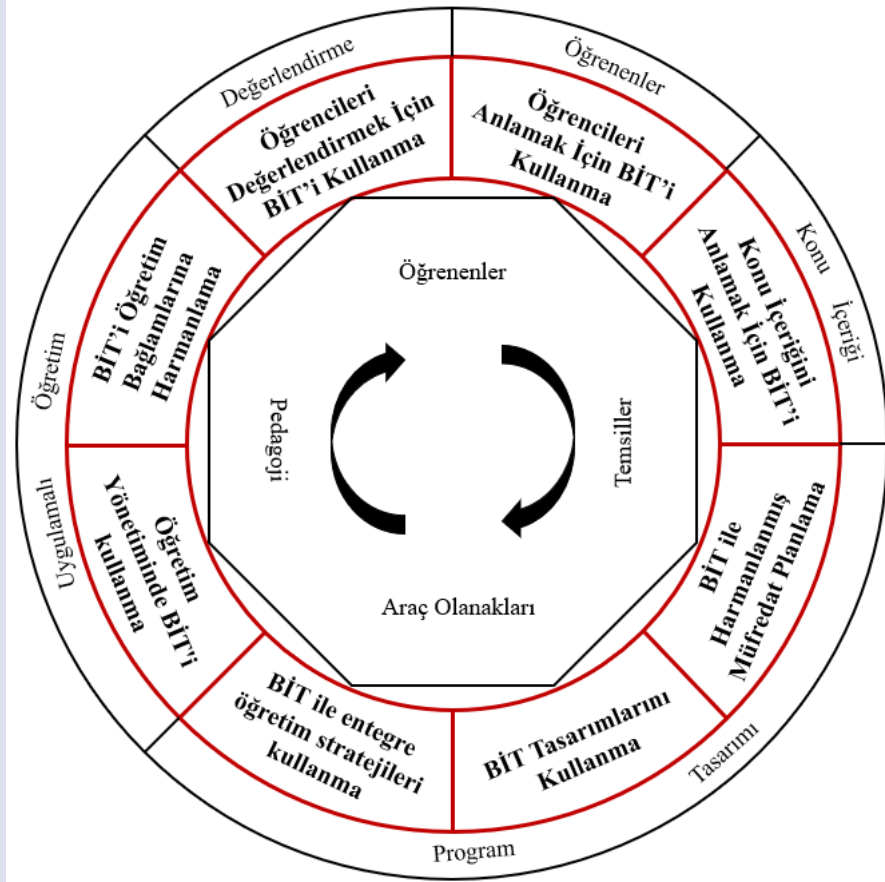 Değerlendirme
Öğrenenler
Konu
İçeriği
Tasarımı
Program
Uygulamalı
Öğretim
Öğrencileri
Değerlendirmek İçin
BİT’i Kullanma
Öğrencileri
Anlamak İçin BİT’i
Kullanma
Konu İçeriğini
Anlamak İçin BİT’i
Kullanma
BİT ile
Harmanlanmış
Müfredat Planlama
BİT Tasarımlarını
Kullanma
BİT ile entegre
öğretim stratejileri
kullanma
Öğretim
Yönetiminde BİT'i
kullanma
BİT’i Öğretim
Bağlamlarına
Harmanlama
Öğrenenler
Temsiller
Araç Olanakları
Pedagoji